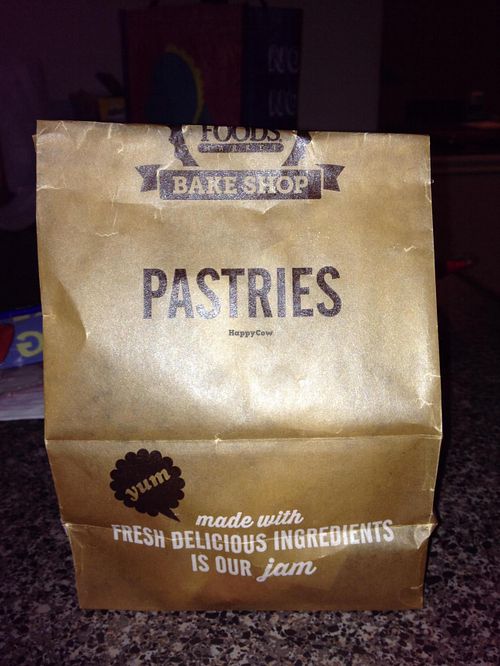 FOODS
BAKE SHOP
PASTRIES
HappyCow
yum
made with
FRESH DELICIOUS INGREDIENTS
IS OUR jam